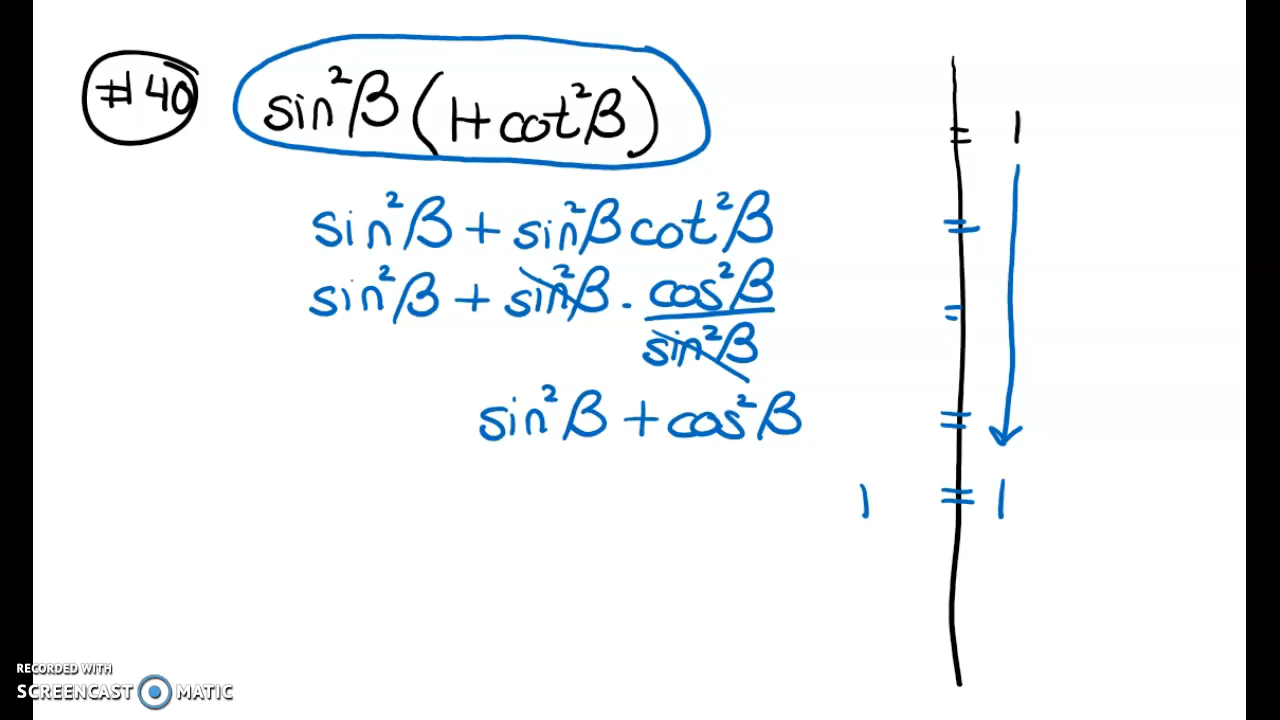 #40 sin²β(1+cot²β) = 1
sin²β + sin²β cot²β =
sin²β + sin²β · cos²β/sin²β =
sin²β + cos²β =
1 = 1
RECORDED WITH
SCREENCAST MATIC